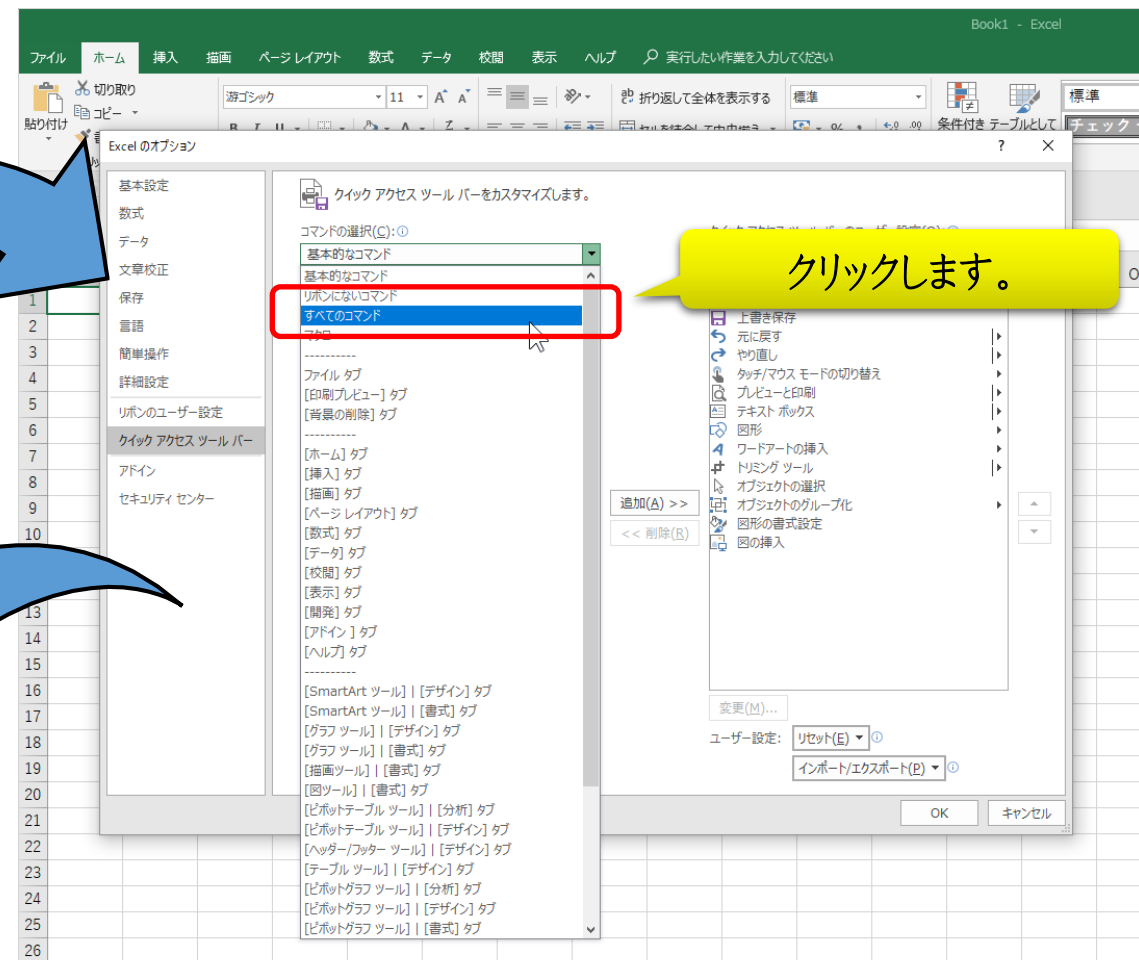 Book1 - Excel
ファイル ホーム 挿入 描画 ページ レイアウト 数式 データ 校閲 表示 ヘルプ 実行したい作業を入力してください
切り取り
コピー
貼り付け
游ゴシック 11 A A 折り返して全体を表示する 標準
条件付き テーブルとして
標準
チェック
Excel のオプション ? ×
基本設定
数式
データ
文章校正
保存
言語
簡単操作
詳細設定
リボンのユーザー設定
クイック アクセス ツール バー
アドイン
セキュリティ センター
クイック アクセス ツール バーをカスタマイズします。
コマンドの選択(C):
基本的なコマンド
基本的なコマンド
リボンにないコマンド
すべてのコマンド
マクロ
----------
ファイル タブ
[印刷プレビュー] タブ
[背景の削除] タブ
----------
[ホーム] タブ
[挿入] タブ
[描画] タブ
[ページ レイアウト] タブ
[数式] タブ
[データ] タブ
[校閲] タブ
[表示] タブ
[開発] タブ
[アドイン ] タブ
[ヘルプ] タブ
----------
[SmartArt ツール] | [デザイン] タブ
[SmartArt ツール] | [書式] タブ
[グラフ ツール] | [デザイン] タブ
[グラフ ツール] | [書式] タブ
[描画ツール] | [書式] タブ
[図ツール] | [書式] タブ
[ピボットテーブル ツール] | [分析] タブ
[ピボットテーブル ツール] | [デザイン] タブ
[ヘッダー/フッター ツール] | [デザイン] タブ
[テーブル ツール] | [デザイン] タブ
[ピボットグラフ ツール] | [分析] タブ
[ピボットグラフ ツール] | [デザイン] タブ
[ピボットグラフ ツール] | [書式] タブ
クリックします。
追加(A) >>
<< 削除(R)
上書き保存
元に戻す
やり直し
タッチ/マウス モードの切り替え
プレビューと印刷
テキスト ボックス
図形
ワードアートの挿入
トリミング ツール
オブジェクトの選択
オブジェクトのグループ化
図形の書式設定
図の挿入
変更(M)...
ユーザー設定: リセット(E)
インポート/エクスポート(P)
OK キャンセル
1
2
3
4
5
6
7
8
9
10
13
14
15
16
17
18
19
20
21
22
23
24
25
26